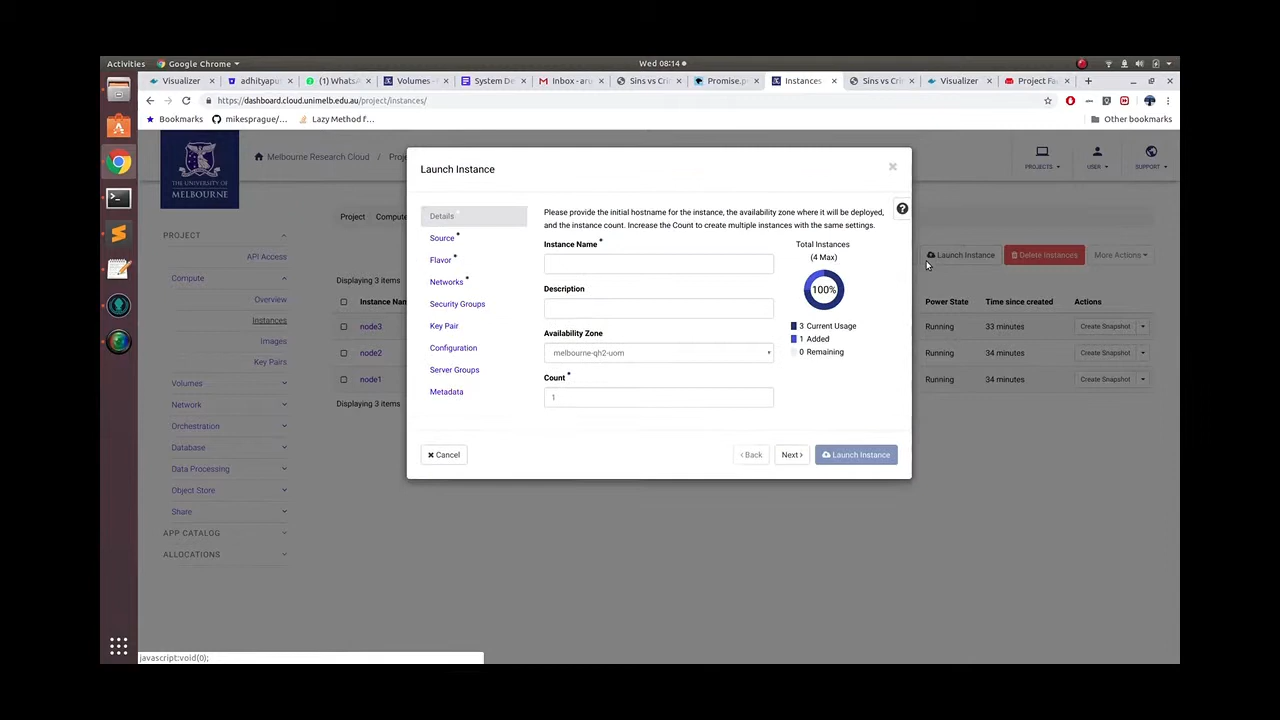 Activities
Google Chrome
Wed 08:14
Visualizer
adhityapu
(1) Whats
Volumes -
System De
Inbox - aru
Sins vs Cri
Promise.p
Instances
Sins vs Cri
Visualizer
Project Fa
https://dashboard.cloud.unimelb.edu.au/project/instances/
Bookmarks
mikesprague/...
Lazy Method f...
Other bookmarks
THE UNIVERSITY OF
MELBOURNE
Melbourne Research Cloud / Proje
PROJECTS
USER
SUPPORT
Project
Compute
PROJECT
API Access
Compute
Overview
Instances
Images
Key Pairs
Volumes
Network
Orchestration
Database
Data Processing
Object Store
Share
APP CATALOG
ALLOCATIONS
Launch Instance
Delete Instances
More Actions
Displaying 3 items
Instance Nam
Power State
Time since created
Actions
node3
Running
33 minutes
Create Snapshot
node2
Running
34 minutes
Create Snapshot
node1
Running
34 minutes
Create Snapshot
Displaying 3 items
Launch Instance
Details *
Source *
Flavor *
Networks *
Security Groups
Key Pair
Configuration
Server Groups
Metadata
Please provide the initial hostname for the instance, the availability zone where it will be deployed,
and the instance count. Increase the Count to create multiple instances with the same settings.
Instance Name *
Description
Availability Zone
melbourne-qh2-uom
Count *
1
Total Instances
(4 Max)
100%
3 Current Usage
1 Added
0 Remaining
Cancel
Back
Next
Launch Instance
javascript:void(0);